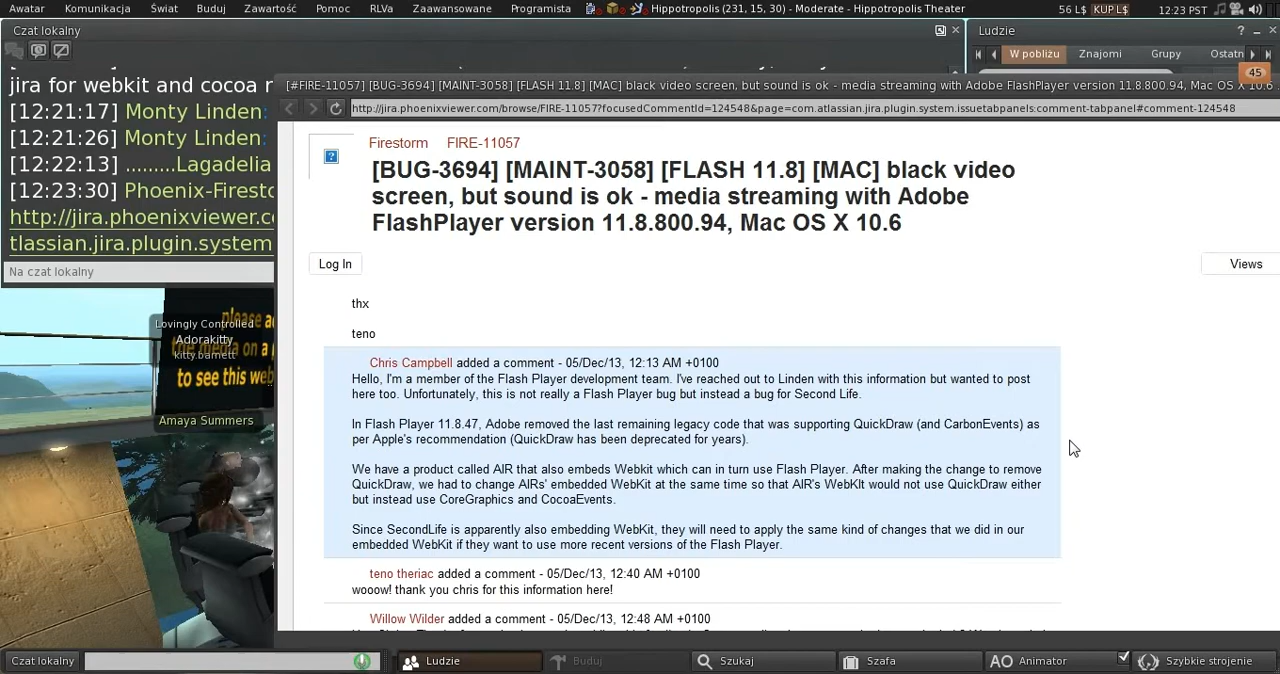 Awatar Komunikacja Świat Buduj Zawartość Pomoc RLVa Zaawansowane Programista Hippotropolis (231, 15, 30) - Moderate - Hippotropolis Theater 56 L$ KUP L$ 12:23 PST
Czat lokalny
Ludzie
? _ ×
W pobliżu Znajomi Grupy Ostatn
45
jira for webkit and cocoa
[12:21:17] Monty Linden:
[12:21:26] Monty Linden:
[12:22:13] .........Lagadelia
[12:23:30] Phoenix-Firesto
http://jira.phoenixviewer.co
tlassian.jira.plugin.system
Na czat lokalny
[#FIRE-11057] [BUG-3694] [MAINT-3058] [FLASH 11.8] [MAC] black video screen, but sound is ok - media streaming with Adobe FlashPlayer version 11.8.800.94, Mac OS X 10.6
http://jira.phoenixviewer.com/browse/FIRE-11057?focusedCommentId=124548&page=com.atlassian.jira.plugin.system.issuetabpanels:comment-tabpanel#comment-124548
Firestorm FIRE-11057
[BUG-3694] [MAINT-3058] [FLASH 11.8] [MAC] black video
screen, but sound is ok - media streaming with Adobe
FlashPlayer version 11.8.800.94, Mac OS X 10.6
Log In
Views
thx
teno
Chris Campbell added a comment - 05/Dec/13, 12:13 AM +0100
Hello, I'm a member of the Flash Player development team. I've reached out to Linden with this information but wanted to post
here too. Unfortunately, this is not really a Flash Player bug but instead a bug for Second Life.
In Flash Player 11.8.47, Adobe removed the last remaining legacy code that was supporting QuickDraw (and CarbonEvents) as
per Apple's recommendation (QuickDraw has been deprecated for years).
We have a product called AIR that also embeds Webkit which can in turn use Flash Player. After making the change to remove
QuickDraw, we had to change AIRs' embedded WebKit at the same time so that AIR's WebKIt would not use QuickDraw either
but instead use CoreGraphics and CocoaEvents.
Since SecondLife is apparently also embedding WebKit, they will need to apply the same kind of changes that we did in our
embedded WebKit if they want to use more recent versions of the Flash Player.
teno theriac added a comment - 05/Dec/13, 12:40 AM +0100
wooow! thank you chris for this information here!
Willow Wilder added a comment - 05/Dec/13, 12:48 AM +0100
please a
the media on a p
to see this web
Lovingly Controlled
Adorakitty
kitty.barnett
Amaya Summers
Czat lokalny
Ludzie
Buduj
Szukaj
Szafa
AO Animator
Szybkie strojenie